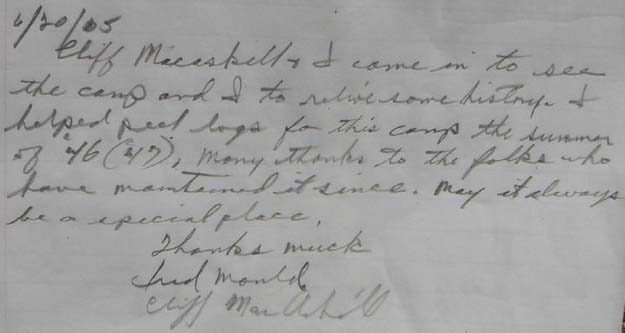 6/20/05
Cliff Macaskell & I came in to see
the camp and I to relive some history. I
helped peel logs for this camp the summer
of '46 ('47), Many thanks to the folks who
have maintained it since. May it always
be a special place.
Thanks much
Mould
Cliff